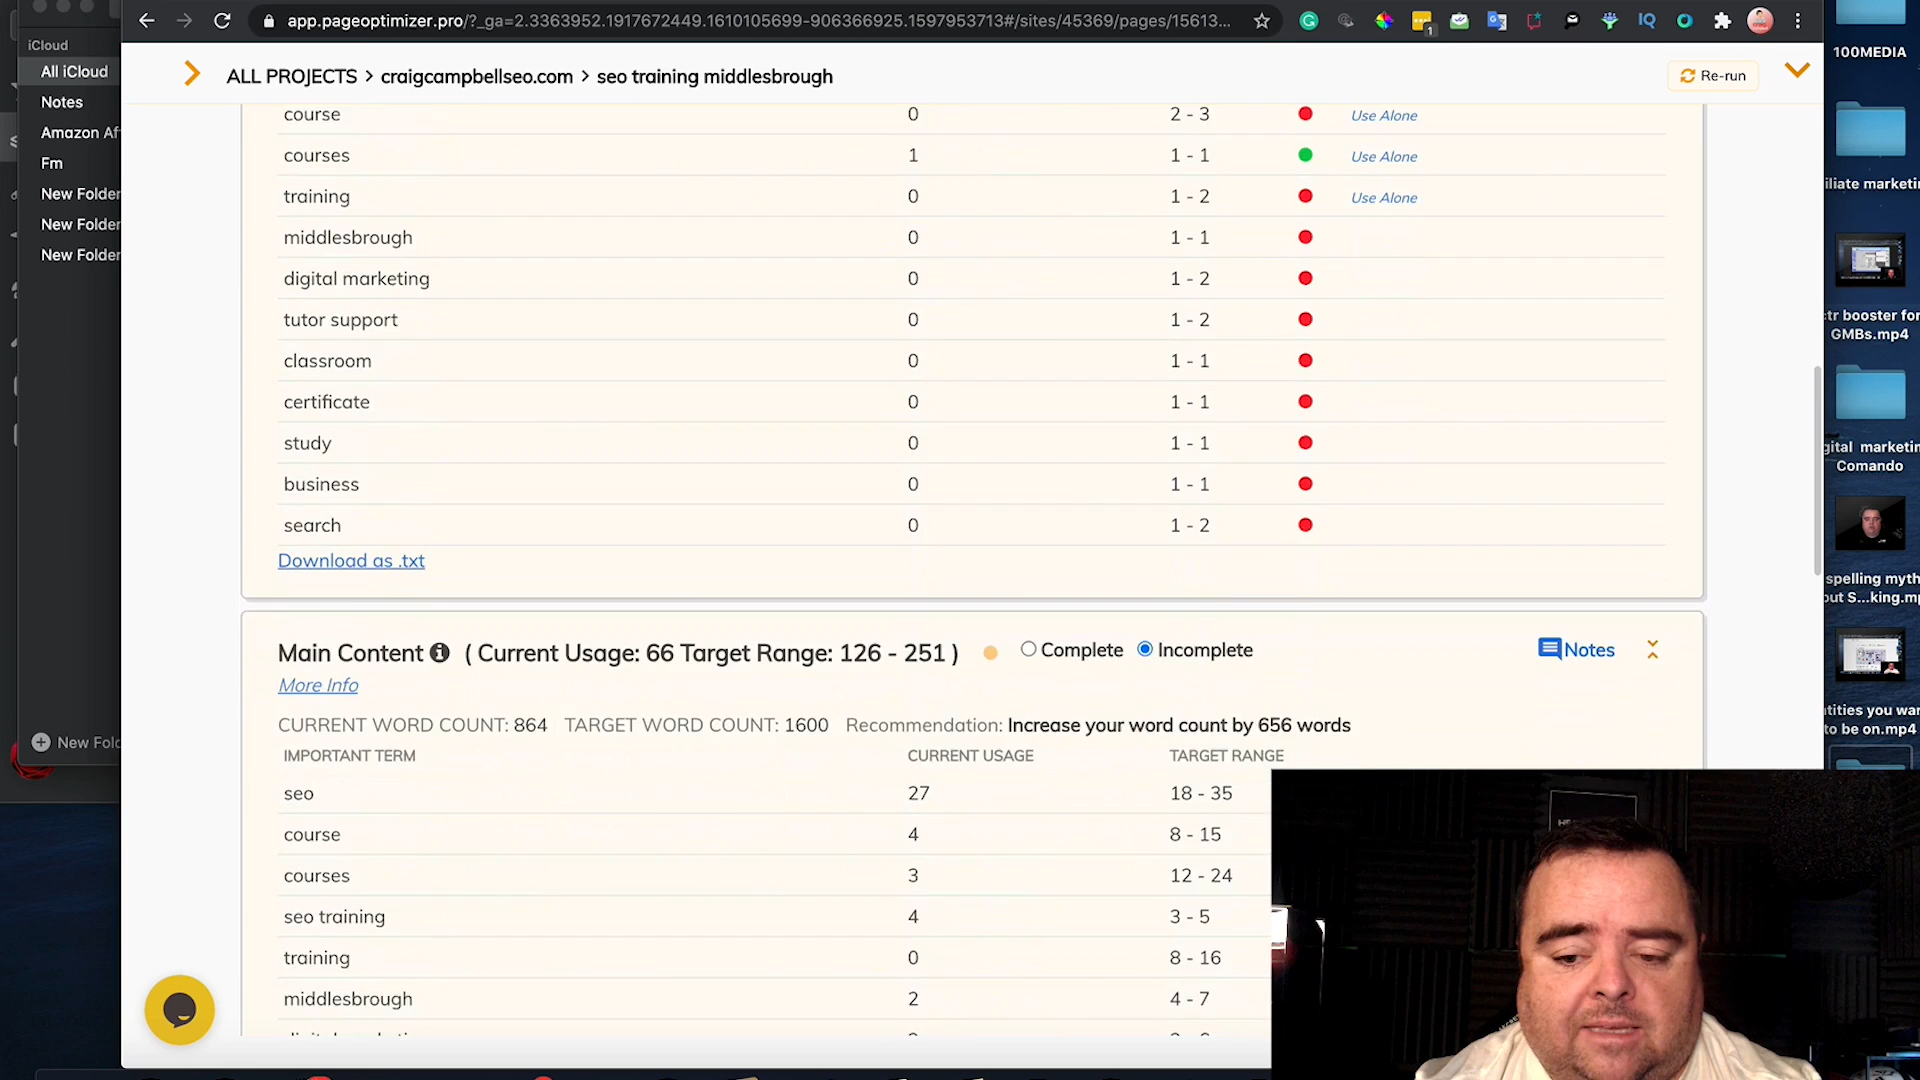 app.pageoptimizer.pro/?_ga=2.3363952.1917672449.1610105699-906366925.1597953713#/sites/45369/pages/15613...
1
IQ
iCloud
All iCloud
Notes
Amazon Af
Fm
New Folder
New Folder
New Folder
New Folc
ALL PROJECTS > craigcampbellseo.com > seo training middlesbrough
Re-run
course 0 2 - 3 Use Alone
courses 1 1 - 1 Use Alone
training 0 1 - 2 Use Alone
middlesbrough 0 1 - 1
digital marketing 0 1 - 2
tutor support 0 1 - 2
classroom 0 1 - 1
certificate 0 1 - 1
study 0 1 - 1
business 0 1 - 1
search 0 1 - 2
Download as .txt
Main Content ( Current Usage: 66 Target Range: 126 - 251 ) Complete Incomplete Notes
More Info
CURRENT WORD COUNT: 864 TARGET WORD COUNT: 1600 Recommendation: Increase your word count by 656 words
IMPORTANT TERM CURRENT USAGE TARGET RANGE
seo 27 18 - 35
course 4 8 - 15
courses 3 12 - 24
seo training 4 3 - 5
training 0 8 - 16
middlesbrough 2 4 - 7
100MEDIA
iliate marketin
ctr booster for
GMBs.mp4
gital marketin
Comando
spelling myth
out S...king.mp
ntities you war
to be on.mp4